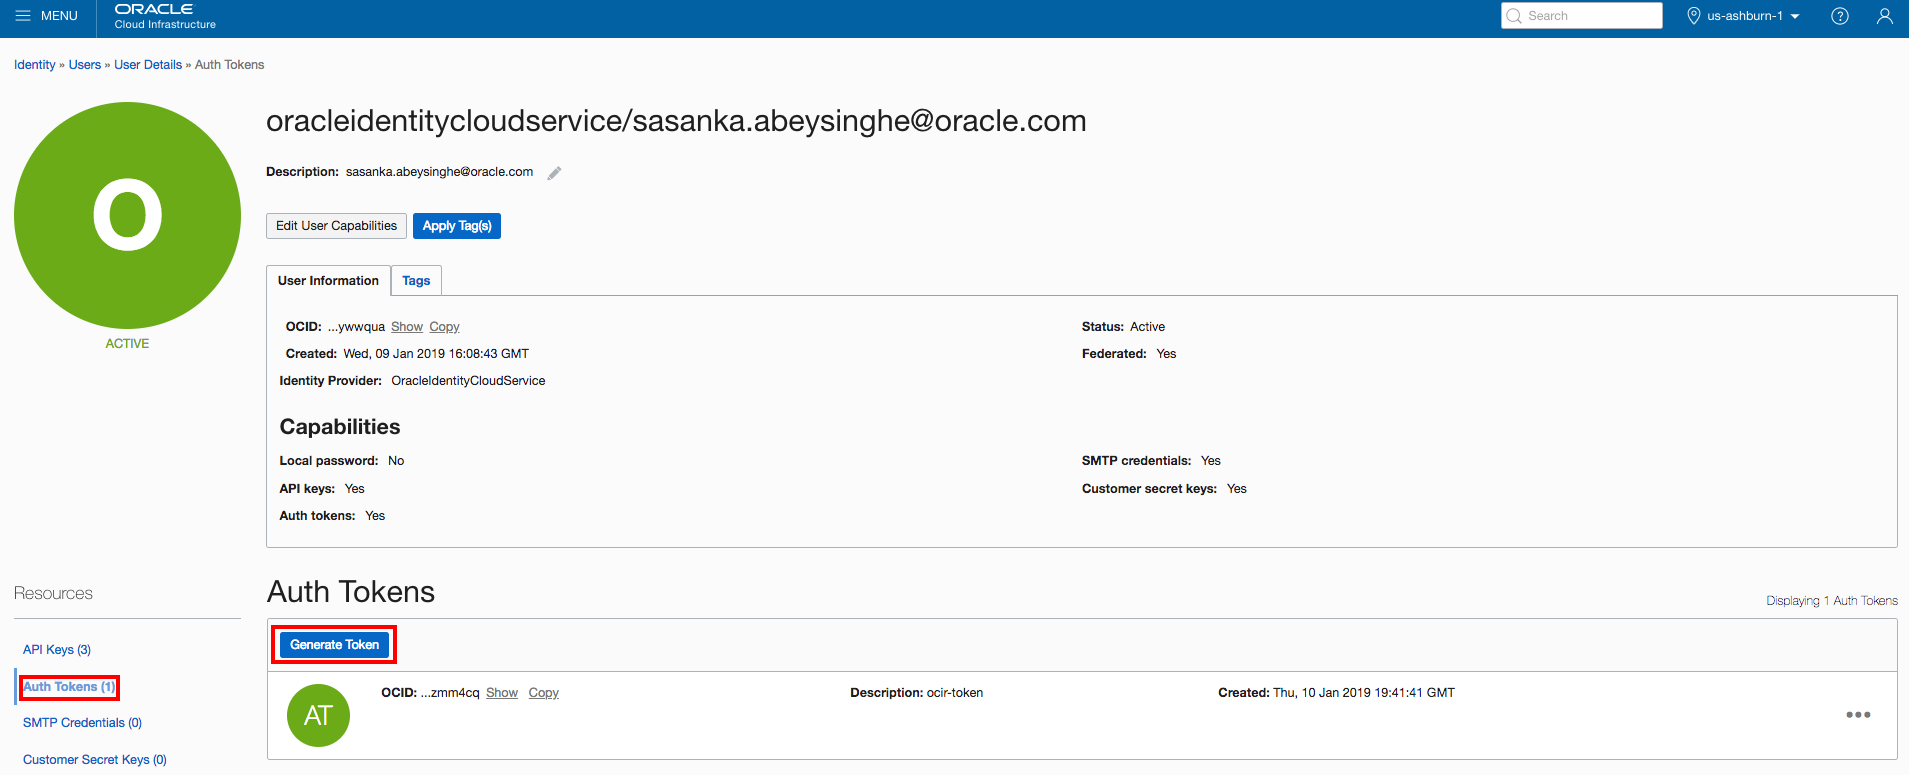 MENU
ORACLE
Cloud Infrastructure
Search
us-ashburn-1
?
Identity » Users » User Details » Auth Tokens
O
ACTIVE
oracleidentitycloudservice/sasanka.abeysinghe@oracle.com
Description: sasanka.abeysinghe@oracle.com
Edit User Capabilities
Apply Tag(s)
User Information
Tags
OCID: ...ywwqua Show Copy
Created: Wed, 09 Jan 2019 16:08:43 GMT
Identity Provider: OracleIdentityCloudService
Status: Active
Federated: Yes
Capabilities
Local password: No
API keys: Yes
Auth tokens: Yes
SMTP credentials: Yes
Customer secret keys: Yes
Resources
API Keys (3)
Auth Tokens (1)
SMTP Credentials (0)
Customer Secret Keys (0)
Auth Tokens
Displaying 1 Auth Tokens
Generate Token
AT
OCID: ...zmm4cq Show Copy
Description: ocir-token
Created: Thu, 10 Jan 2019 19:41:41 GMT